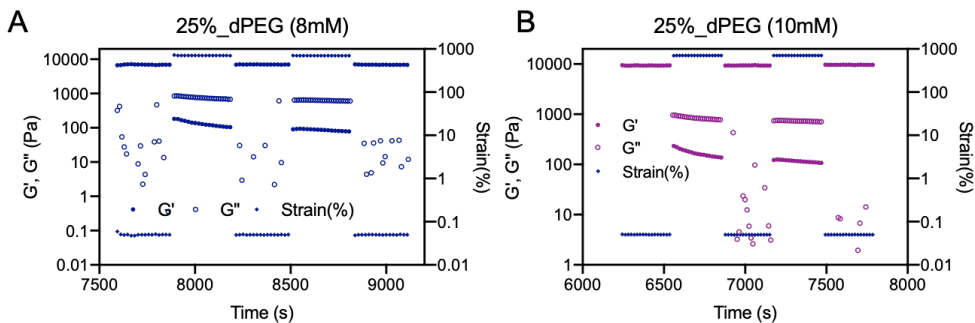 A
25%_dPEG (8mM)
G', G" (Pa)
10000
1000
100
10
1
0.1
0.01
1000
100
10
1
0.1
0.01
Strain(%)
G' G" Strain(%)
7500 8000 8500 9000
Time (s)
B
25%_dPEG (10mM)
G', G" (Pa)
10000
1000
100
10
1
1000
100
10
1
0.1
0.01
Strain(%)
G'
G"
Strain(%)
6000 6500 7000 7500 8000
Time (s)